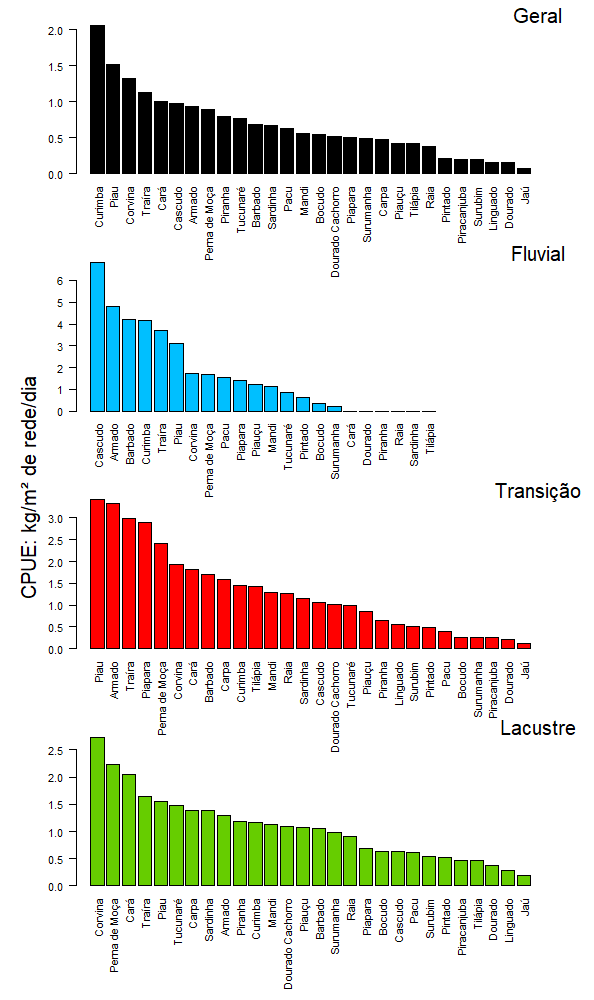 Geral
2.0
1.5
1.0
0.5
0.0
Curimba
Piau
Corvina
Traíra
Cará
Cascudo
Armado
Perna de Moça
Piranha
Tucunaré
Barbado
Sardinha
Pacu
Mandi
Bocudo
Dourado Cachorro
Piapara
Surumanha
Carpa
Piauçu
Tilápia
Raia
Pintado
Piracanjuba
Surubim
Linguado
Dourado
Jaú
CPUE: kg/m² de rede/dia
Fluvial
6
5
4
3
2
1
0
Cascudo
Armado
Barbado
Curimba
Traíra
Piau
Corvina
Perna de Moça
Pacu
Piapara
Piauçu
Mandi
Tucunaré
Pintado
Bocudo
Surumanha
Cará
Dourado
Piranha
Raia
Sardinha
Tilápia
Transição
3.0
2.5
2.0
1.5
1.0
0.5
0.0
Piau
Armado
Traíra
Piapara
Perna de Moça
Corvina
Cará
Barbado
Carpa
Curimba
Tilápia
Mandi
Raia
Sardinha
Cascudo
Dourado Cachorro
Tucunaré
Piauçu
Piranha
Linguado
Surubim
Pintado
Pacu
Bocudo
Surumanha
Piracanjuba
Dourado
Jaú
Lacustre
2.5
2.0
1.5
1.0
0.5
0.0
Corvina
Perna de Moça
Cará
Traíra
Piau
Tucunaré
Carpa
Sardinha
Armado
Piranha
Curimba
Mandi
Dourado Cachorro
Piauçu
Barbado
Surumanha
Raia
Piapara
Bocudo
Cascudo
Pacu
Surubim
Pintado
Piracanjuba
Tilápia
Dourado
Linguado
Jaú